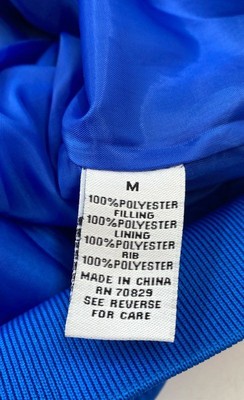 M
100%POLYESTER
FILLING
100%POLYESTER
LINING
100%POLYESTER
RIB
100%POLYESTER
MADE IN CHINA
RN 70829
SEE REVERSE
FOR CARE